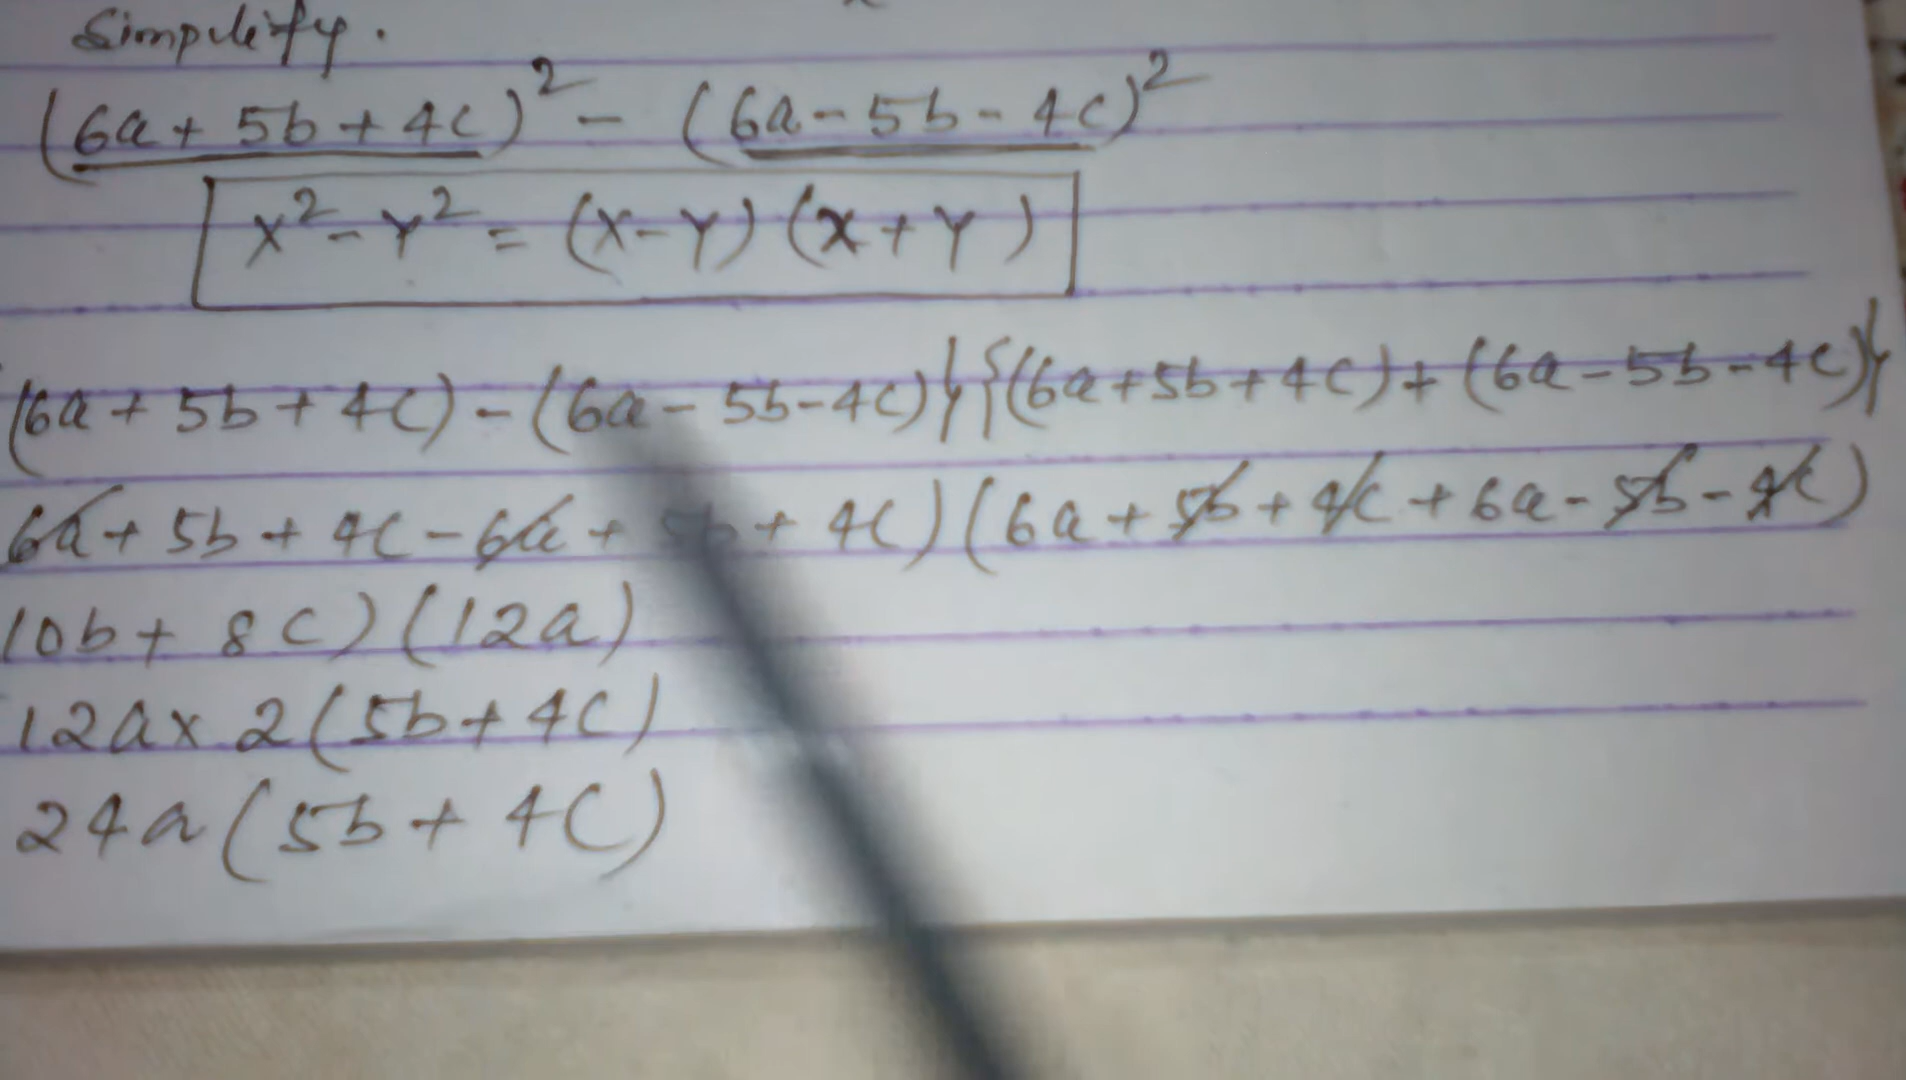 Simplify.
(6a + 5b + 4c)² - (6a - 5b - 4c)²
x² - y² = (x - y) (x + y)
(6a + 5b + 4c) - (6a - 5b - 4c)} {(6a + 5b + 4c) + (6a - 5b - 4c)}
6a + 5b + 4c - 6a + 5b + 4c) (6a + 5b + 4c + 6a - 5b - 4c)
10b + 8c) (12a)
12a x 2 (5b + 4c)
24a (5b + 4c)